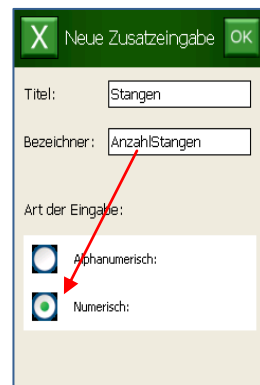 X Neue Zusatzeingabe OK
Titel: Stangen
Bezeichner: AnzahlStangen
Art der Eingabe:
Alphanumerisch:
Numerisch: